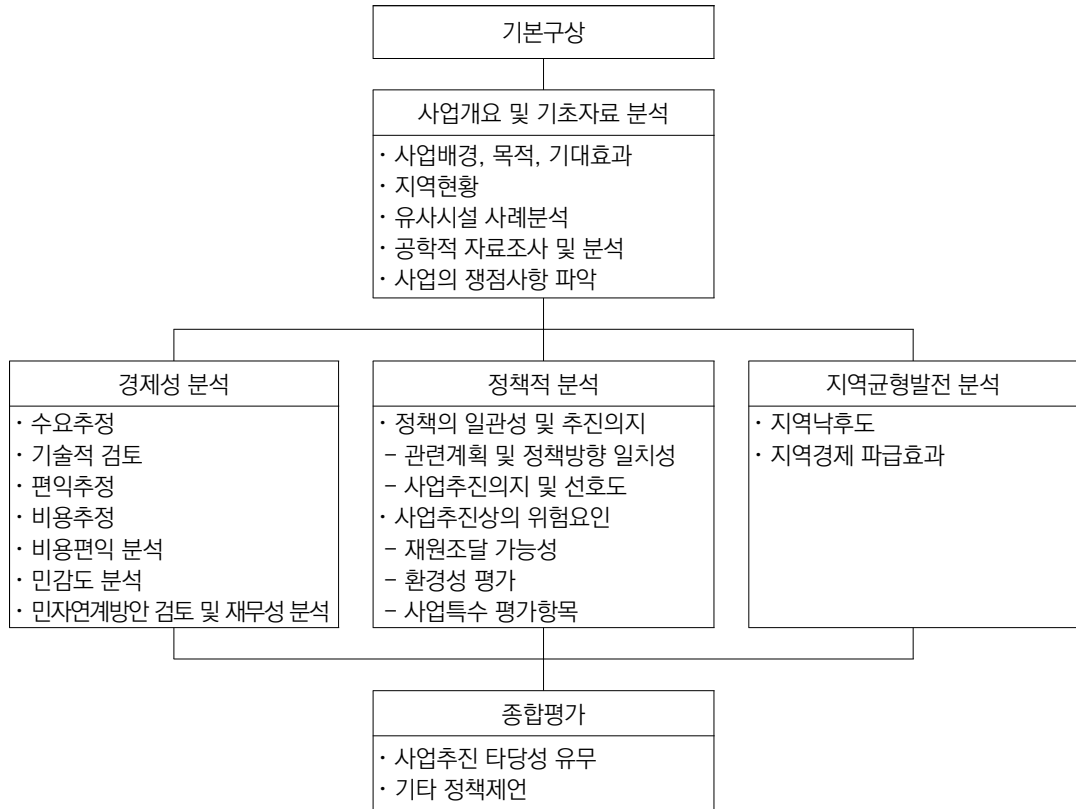 기본구상
사업개요 및 기초자료 분석
· 사업배경, 목적, 기대효과
· 지역현황
· 유사시설 사례분석
· 공학적 자료조사 및 분석
· 사업의 쟁점사항 파악
경제성 분석
· 수요추정
· 기술적 검토
· 편익추정
· 비용추정
· 비용편익 분석
· 민감도 분석
· 민자연계방안 검토 및 재무성 분석
정책적 분석
· 정책의 일관성 및 추진의지
– 관련계획 및 정책방향 일치성
– 사업추진의지 및 선호도
· 사업추진상의 위험요인
– 재원조달 가능성
– 환경성 평가
– 사업특수 평가항목
지역균형발전 분석
· 지역낙후도
· 지역경제 파급효과
종합평가
· 사업추진 타당성 유무
· 기타 정책제언